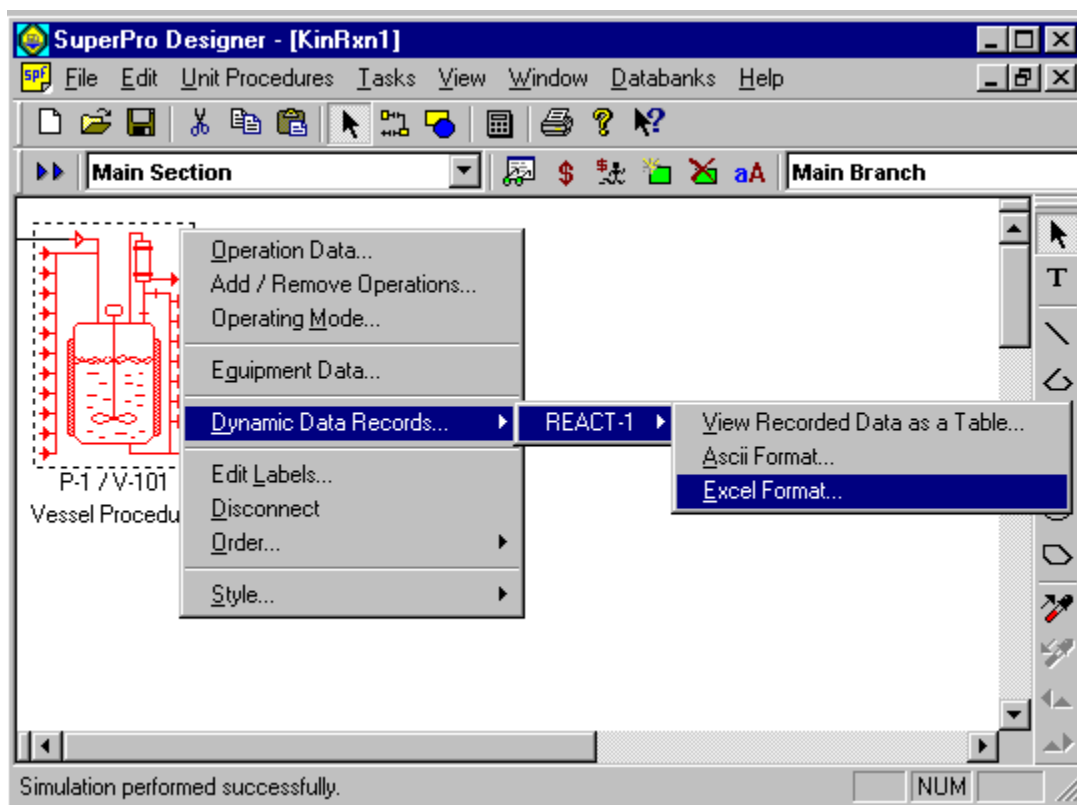 SuperPro Designer - [KinRxn1]
spf File Edit Unit Procedures Tasks View Window Databanks Help
Main Section $ $ aA Main Branch
Operation Data...
Add / Remove Operations...
Operating Mode...
Equipment Data...
Dynamic Data Records... REACT-1 View Recorded Data as a Table...
Ascii Format...
Excel Format...
Edit Labels...
Disconnect
Order...
Style...
P-1 / V-101
Vessel Procedu
T
Simulation performed successfully. NUM